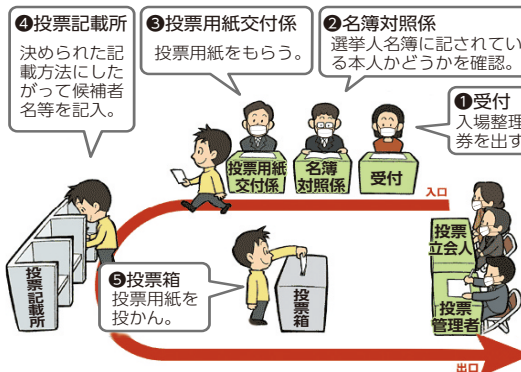 ❹投票記載所
決められた記
載方法にした
がって候補者
名等を記入。
❸投票用紙交付係
投票用紙をもらう。
❷名簿対照係
選挙人名簿に記されてい
る本人かどうかを確認。
❶受付
入場整理
券を出す
投票用紙
交付係
名簿
対照係
受付
入口
投票
立会人
投票
管理者
投票記載所
❺投票箱
投票用紙を
投かん。
投票箱
出口